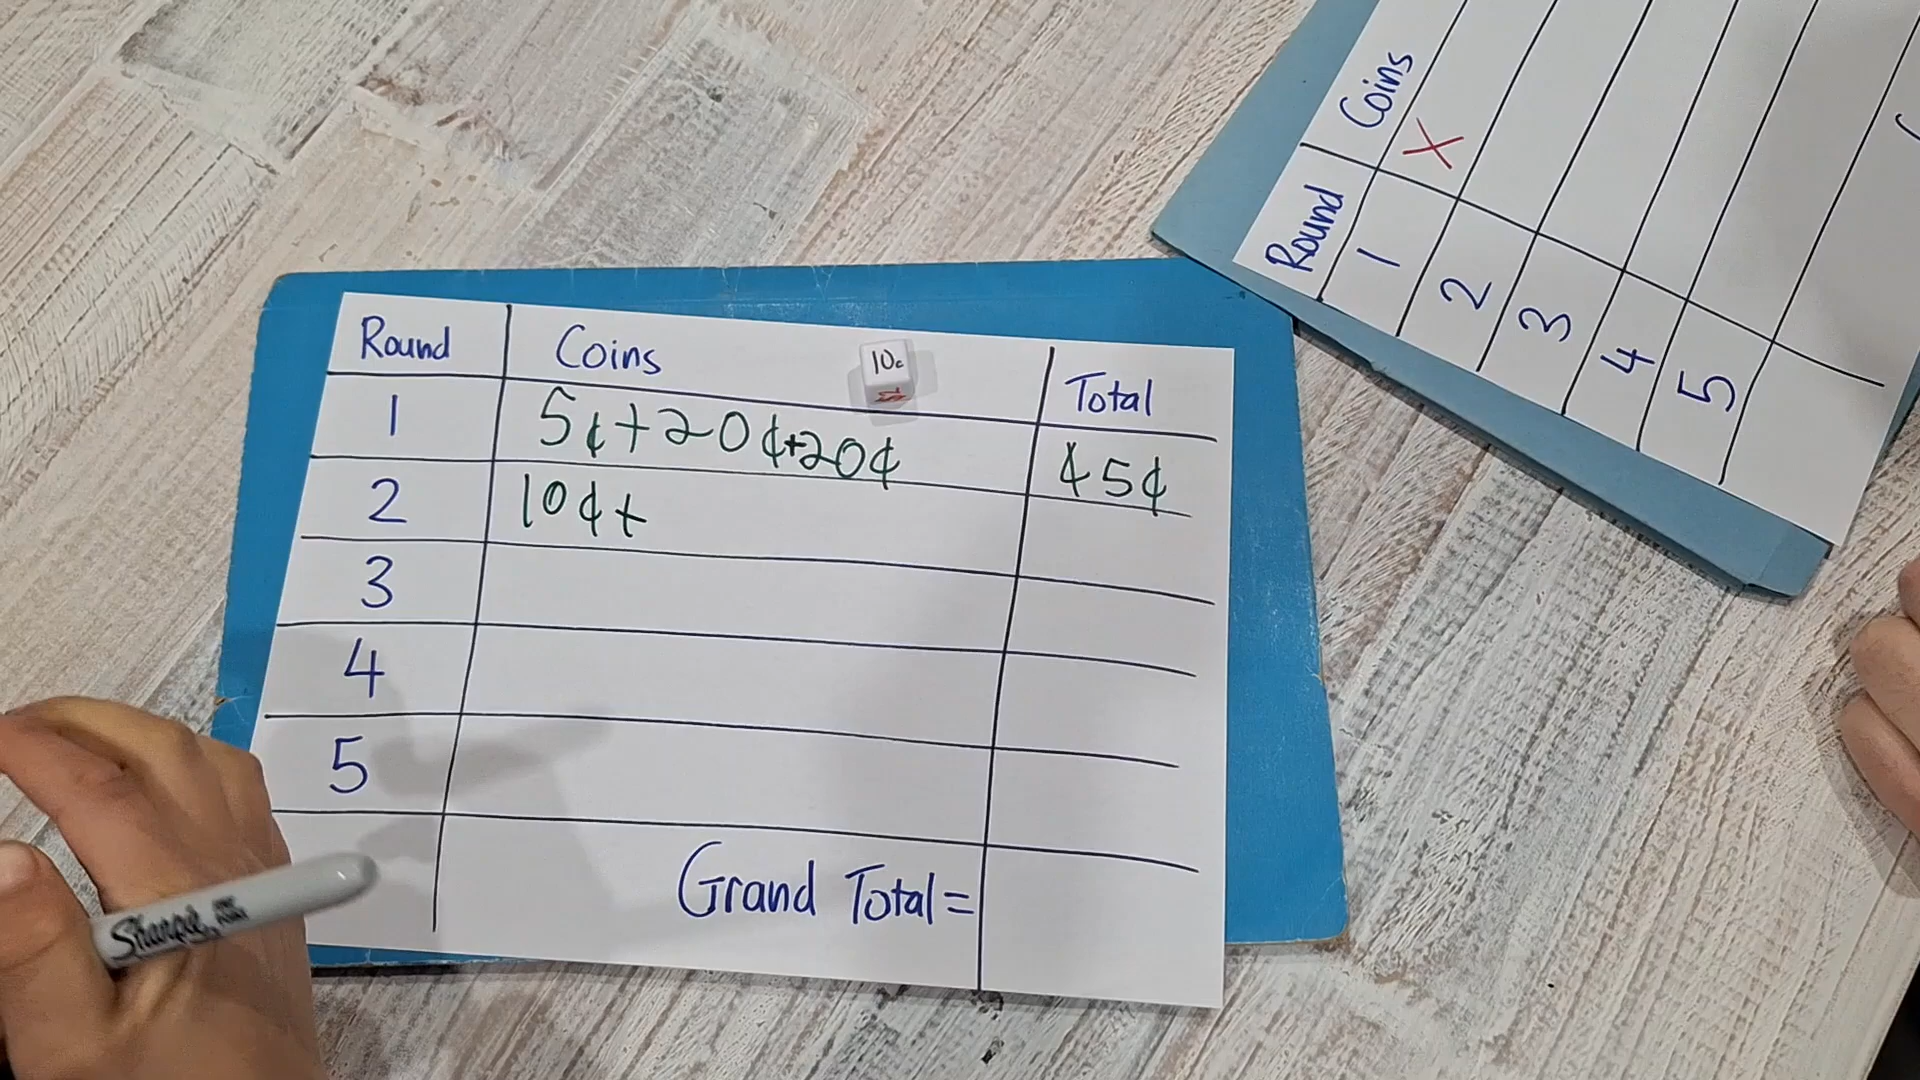 Round Coins Total
1 5¢+20¢+20¢ 45¢
2 10¢+
3
4
5
Grand Total=
10c
Round Coins
1 X
2
3
4
5
Sharpie